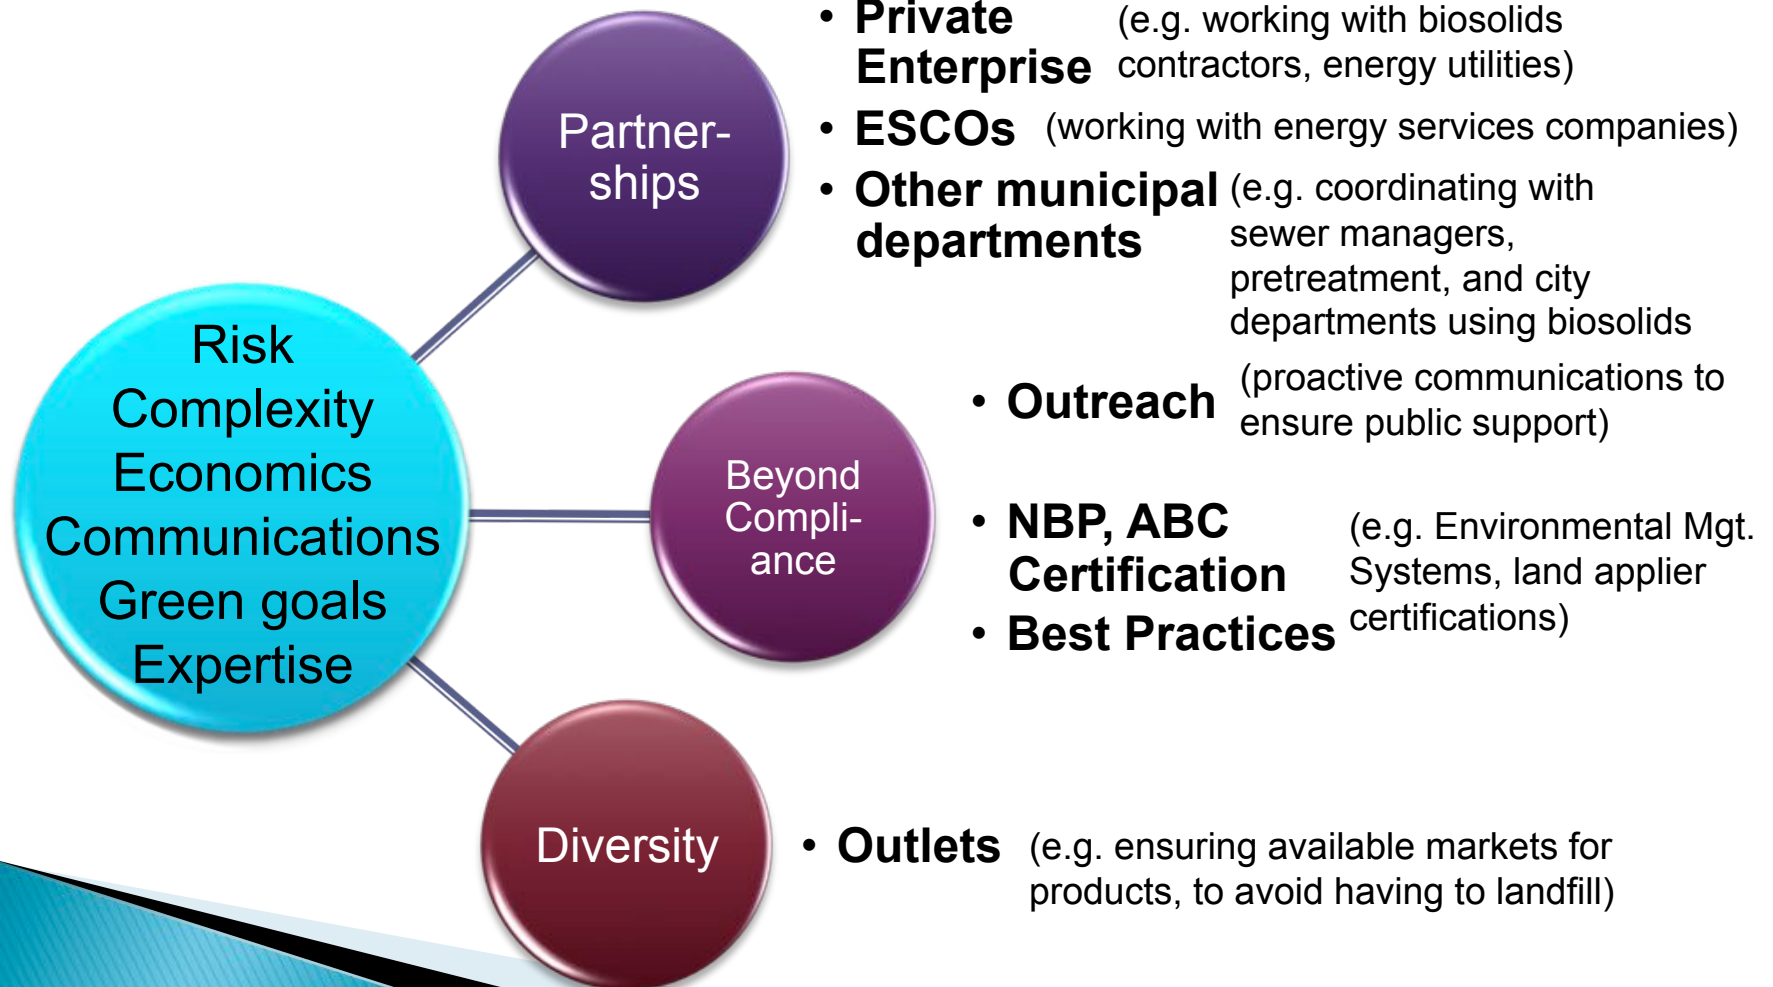 Risk
Complexity
Economics
Communications
Green goals
Expertise
Partner-
ships
• Private
Enterprise
(e.g. working with biosolids
contractors, energy utilities)
• ESCOs (working with energy services companies)
• Other municipal
departments
(e.g. coordinating with
sewer managers,
pretreatment, and city
departments using biosolids
Beyond
Compli-
ance
• Outreach
(proactive communications to
ensure public support)
• NBP, ABC
Certification
• Best Practices
(e.g. Environmental Mgt.
Systems, land applier
certifications)
Diversity
• Outlets
(e.g. ensuring available markets for
products, to avoid having to landfill)